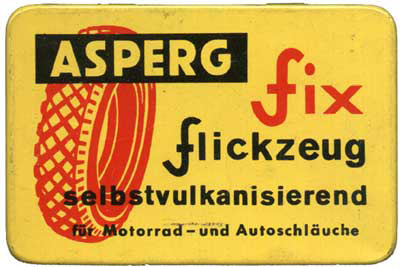 ASPERG
fix
flickzeug
selbstvulkanisierend
für Motorrad-und Autoschläuche